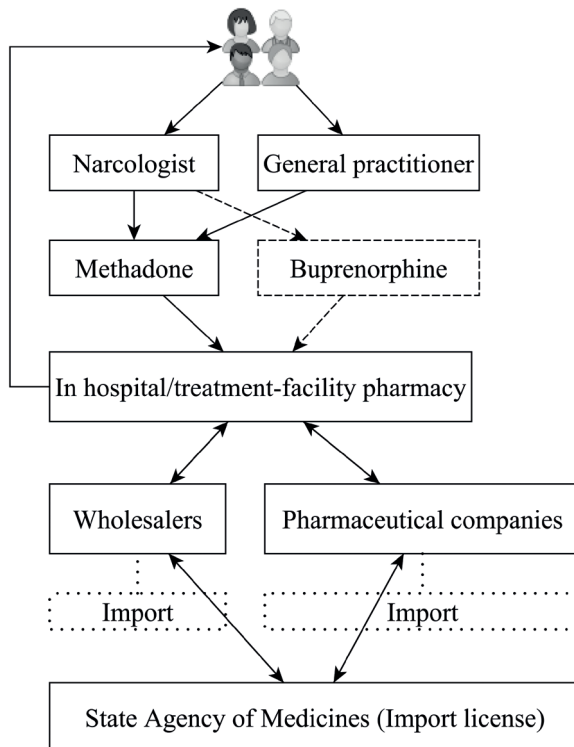 Narcologist
General practitioner
Methadone
Buprenorphine
In hospital/treatment-facility pharmacy
Wholesalers
Pharmaceutical companies
Import
Import
State Agency of Medicines (Import license)